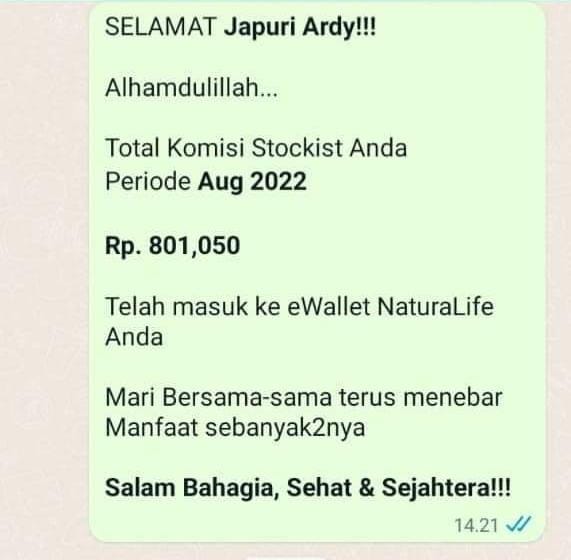 SELAMAT Japuri Ardy!!!
Alhamdulillah...
Total Komisi Stockist Anda
Periode Aug 2022
Rp. 801,050
Telah masuk ke eWallet NaturaLife
Anda
Mari Bersama-sama terus menebar
Manfaat sebanyak2nya
Salam Bahagia, Sehat & Sejahtera!!!
14.21